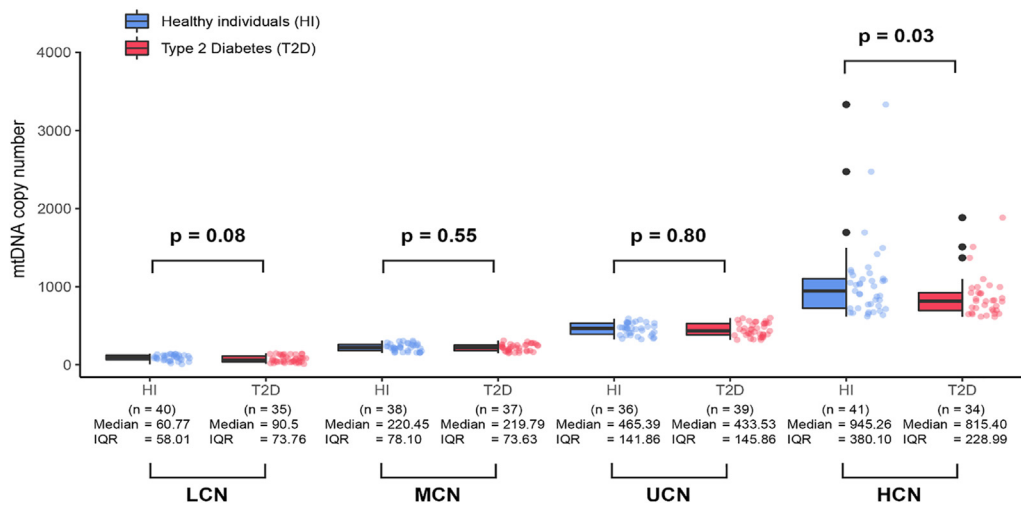 Healthy individuals (HI)
Type 2 Diabetes (T2D)
mtDNA copy number
4000
3000
2000
1000
0
p = 0.08
p = 0.55
p = 0.80
p = 0.03
HI T2D HI T2D HI T2D HI T2D
(n = 40) (n = 35) (n = 38) (n = 37) (n = 36) (n = 39) (n = 41) (n = 34)
Median = 60.77 Median = 90.5 Median = 220.45 Median = 219.79 Median = 465.39 Median = 433.53 Median = 945.26 Median = 815.40
IQR = 58.01 IQR = 73.76 IQR = 78.10 IQR = 73.63 IQR = 141.86 IQR = 145.86 IQR = 380.10 IQR = 228.99
LCN MCN UCN HCN